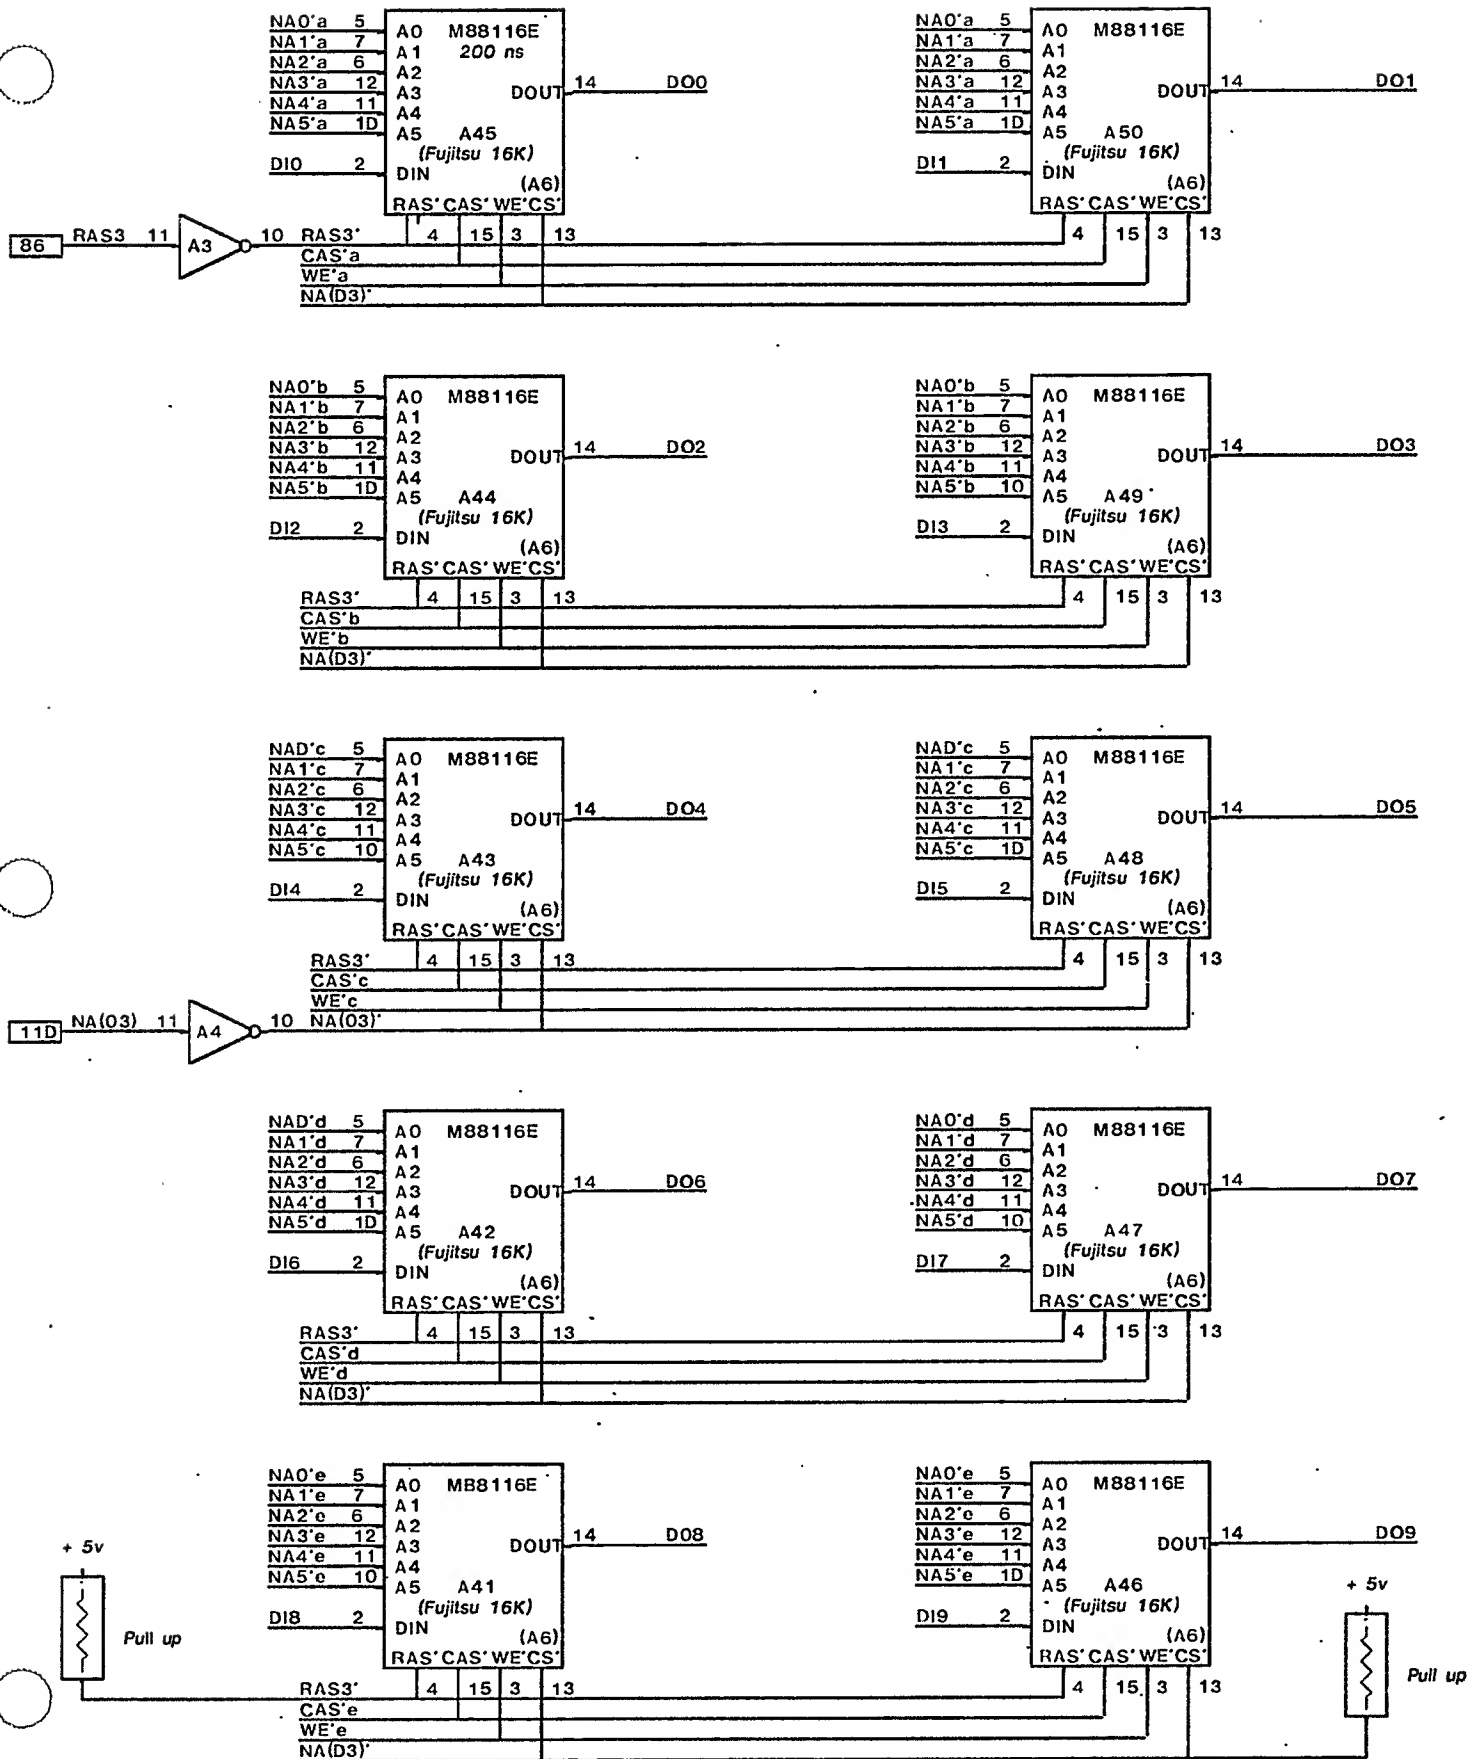 NA0'a 5 A0 M88116E
NA1'a 7 A1 200 ns
NA2'a 6 A2
NA3'a 12 A3 DOUT 14 DO0
NA4'a 11 A4
NA5'a 1D A5 A45
(Fujitsu 16K)
DI0 2 DIN
(A6)
RAS' CAS' WE' CS'
NA0'a 5 A0 M88116E
NA1'a 7 A1
NA2'a 6 A2
NA3'a 12 A3 DOUT 14 DO1
NA4'a 11 A4
NA5'a 1D A5 A50
(Fujitsu 16K)
DI1 2 DIN
(A6)
RAS' CAS' WE' CS'
86 RAS3 11 A3 10 RAS3' 4 15 3 13 4 15 3 13
CAS'a
WE'a
NA(D3)'
NA0'b 5 A0 M88116E
NA1'b 7 A1
NA2'b 6 A2
NA3'b 12 A3 DOUT 14 DO2
NA4'b 11 A4
NA5'b 1D A5 A44
(Fujitsu 16K)
DI2 2 DIN
(A6)
RAS' CAS' WE' CS'
NA0'b 5 A0 M88116E
NA1'b 7 A1
NA2'b 6 A2
NA3'b 12 A3 DOUT 14 DO3
NA4'b 11 A4
NA5'b 10 A5 A49
(Fujitsu 16K)
DI3 2 DIN
(A6)
RAS' CAS' WE' CS'
RAS3' 4 15 3 13 4 15 3 13
CAS'b
WE'b
NA(D3)'
NAD'c 5 A0 M88116E
NA1'c 7 A1
NA2'c 6 A2
NA3'c 12 A3 DOUT 14 DO4
NA4'c 11 A4
NA5'c 10 A5 A43
(Fujitsu 16K)
DI4 2 DIN
(A6)
RAS' CAS' WE' CS'
NAD'c 5 A0 M88116E
NA1'c 7 A1
NA2'c 6 A2
NA3'c 12 A3 DOUT 14 DO5
NA4'c 11 A4
NA5'c 1D A5 A48
(Fujitsu 16K)
DI5 2 DIN
(A6)
RAS' CAS' WE' CS'
RAS3' 4 15 3 13 4 15 3 13
CAS'c
WE'c
11D NA(03) 11 A4 10 NA(03)'
NAD'd 5 A0 M88116E
NA1'd 7 A1
NA2'd 6 A2
NA3'd 12 A3 DOUT 14 DO6
NA4'd 11 A4
NA5'd 1D A5 A42
(Fujitsu 16K)
DI6 2 DIN
(A6)
RAS' CAS' WE' CS'
NA0'd 5 A0 M88116E
NA1'd 7 A1
NA2'd 6 A2
NA3'd 12 A3 DOUT 14 DO7
NA4'd 11 A4
NA5'd 10 A5 A47
(Fujitsu 16K)
DI7 2 DIN
(A6)
RAS' CAS' WE' CS'
RAS3' 4 15 3 13 4 15 3 13
CAS'd
WE'd
NA(D3)'
NA0'e 5 A0 MB8116E
NA1'e 7 A1
NA2'e 6 A2
NA3'e 12 A3 DOUT 14 DO8
NA4'e 11 A4
NA5'e 10 A5 A41
(Fujitsu 16K)
DI8 2 DIN
(A6)
RAS' CAS' WE' CS'
NA0'e 5 A0 M88116E
NA1'e 7 A1
NA2'e 6 A2
NA3'e 12 A3 DOUT 14 DO9
NA4'e 11 A4
NA5'e 1D A5 A46
(Fujitsu 16K)
DI9 2 DIN
(A6)
RAS' CAS' WE' CS'
+ 5v
Pull up
+ 5v
Pull up
RAS3' 4 15 3 13 4 15 3 13
CAS'e
WE'e
NA(D3)'